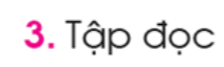 3. Tập đọc